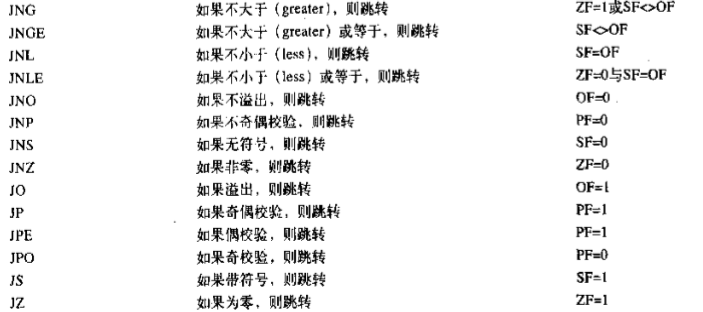 JNG 如果不大于（greater），则跳转 ZF=1或SF<>OF
JNGE 如果不大于（greater）或等于，则跳转 SF<>OF
JNL 如果不小于（less），则跳转 SF=OF
JNLE 如果不小于（less）或等于，则跳转 ZF=0与SF=OF
JNO 如果不溢出，则跳转 OF=0
JNP 如果不奇偶校验，则跳转 PF=0
JNS 如果无符号，则跳转 SF=0
JNZ 如果非零，则跳转 ZF=0
JO 如果溢出，则跳转 OF=1
JP 如果奇偶校验，则跳转 PF=1
JPE 如果偶校验，则跳转 PF=1
JPO 如果奇校验，则跳转 PF=0
JS 如果带符号，则跳转 SF=1
JZ 如果为零，则跳转 ZF=1